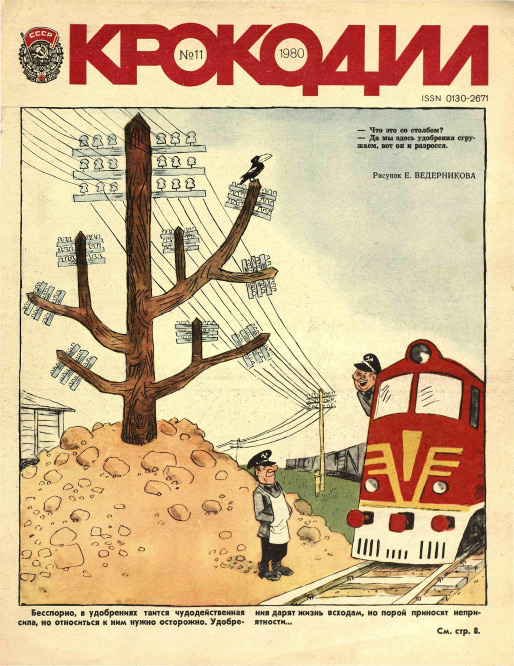 СССР
КРОКОДИЛ
№11
1980
ISSN 0130-2671
— Что это со столбом?
— Да мы здесь удобрения сгру-
жаем, вот он и разросся.
Рисунок Е. ВЕДЕРНИКОВА
Бесспорно, в удобрениях таится чудодейственная
сила, но относиться к ним нужно осторожно. Удобре-
ния дарят жизнь всходам, но порой приносят непри-
ятности...
См. стр. 8.